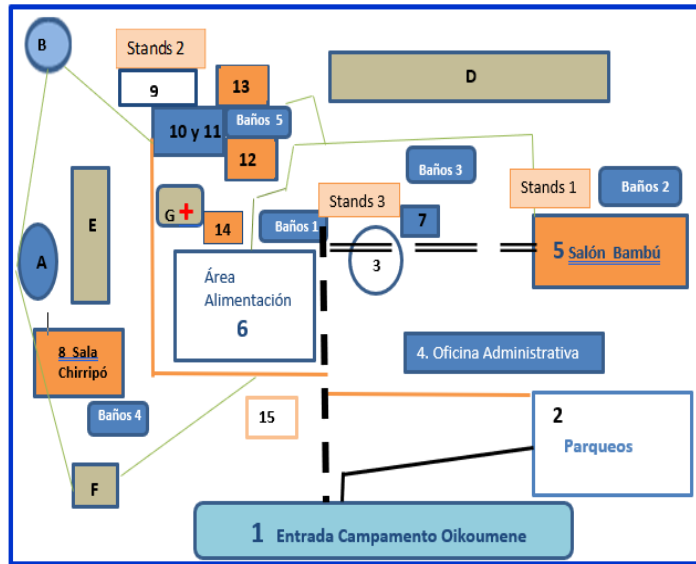 B
Stands 2
9
13
D
10 y 11
Baños 5
12
Baños 3
Stands 1
Baños 2
E
G
14
Baños 1
Stands 3
7
3
5 Salón Bambú
A
Área
Alimentación
6
8 Sala
Chirripó
4. Oficina Administrativa
Baños 4
15
2
Parqueos
F
1 Entrada Campamento Oikoumene